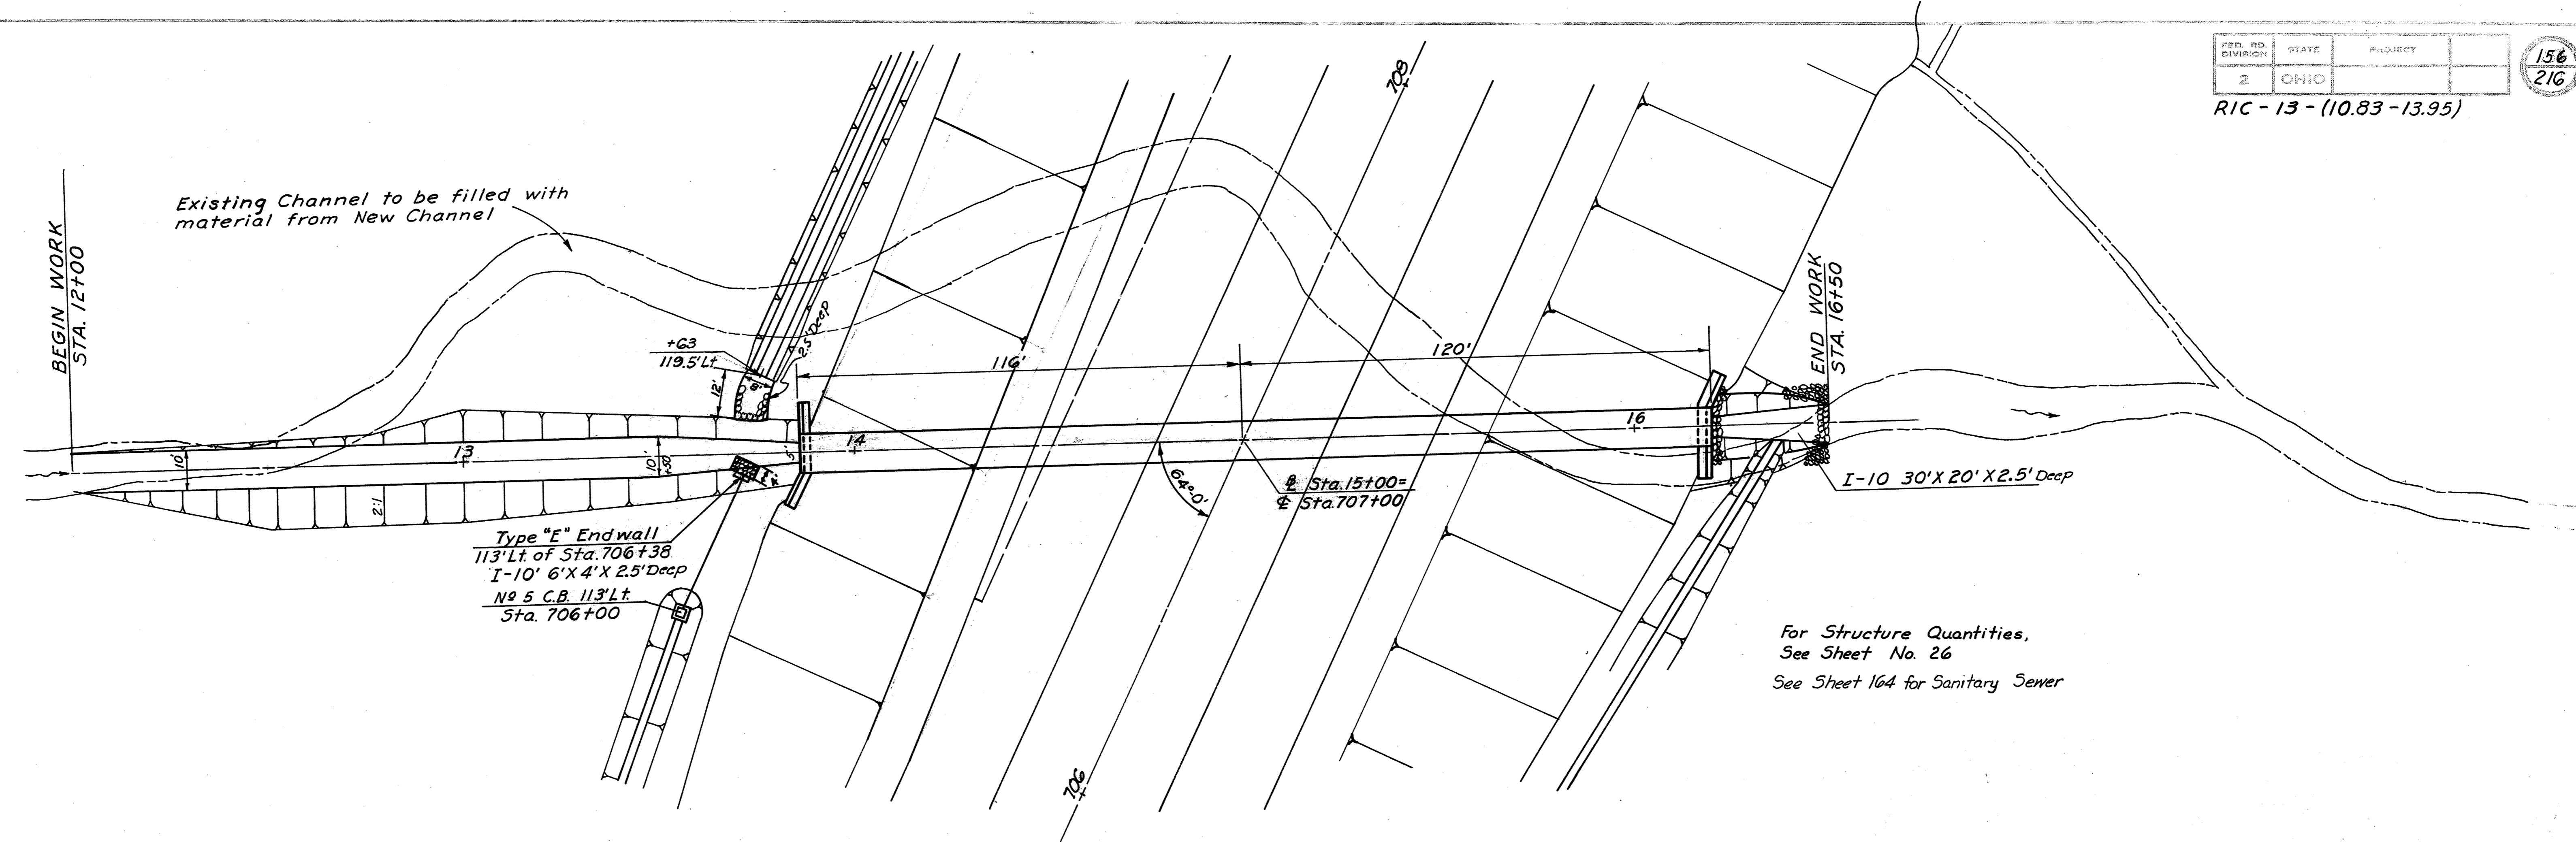 FED. RD. DIVISION
STATE
PROJECT
2
OHIO
156
216
RIC - 13 - (10.83 - 13.95)
BEGIN WORK
STA. 12+00
Existing Channel to be filled with
material from New Channel
708
+63
119.5' Lt
12'
8'
2.5' Deep
116'
120'
END WORK
STA. 16+50
10'
13
10'
+50
5'
14
16
64°-0'
℄ Sta. 15+00=
℄ Sta. 707+00
I-10 30' X 20' X 2.5' Deep
2:1
4'
Type "E" Endwall
113' Lt. of Sta. 706+38
I-10' 6' X 4' X 2.5' Deep
Nº 5 C.B. 113' Lt.
Sta. 706+00
706
For Structure Quantities,
See Sheet No. 26
See Sheet 164 for Sanitary Sewer